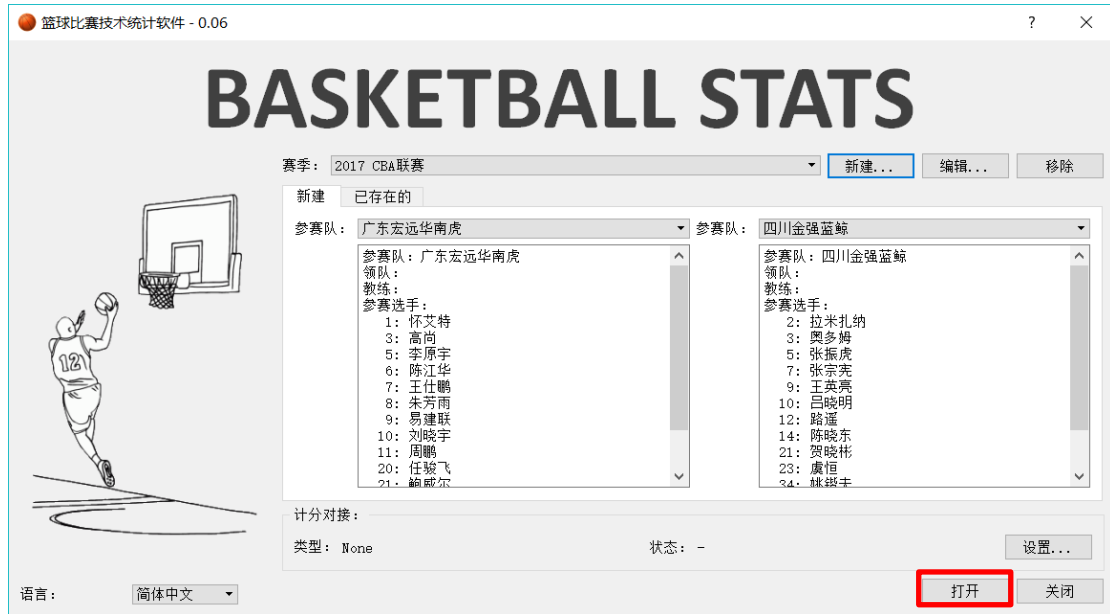 篮球比赛技术统计软件 - 0.06
?
BASKETBALL STATS
赛季: 2017 CBA联赛 新建... 编辑... 移除
新建 已存在的
参赛队: 广东宏远华南虎 参赛队: 四川金强蓝鲸
参赛队: 广东宏远华南虎
领队:
教练:
参赛选手:
1: 怀艾特
3: 高尚
5: 李原宇
6: 陈江华
7: 王仕鹏
8: 朱芳雨
9: 易建联
10: 刘晓宇
11: 周鹏
20: 任骏飞
21: 鲍威尔
参赛队: 四川金强蓝鲸
领队:
教练:
参赛选手:
2: 拉米扎纳
3: 奥多姆
5: 张振虎
7: 张宗宪
9: 王英亮
10: 吕晓明
12: 路遥
14: 陈晓东
21: 贺晓彬
23: 虞恒
34:
121
计分对接:
类型: None 状态: - 设置...
语言: 简体中文 打开 关闭